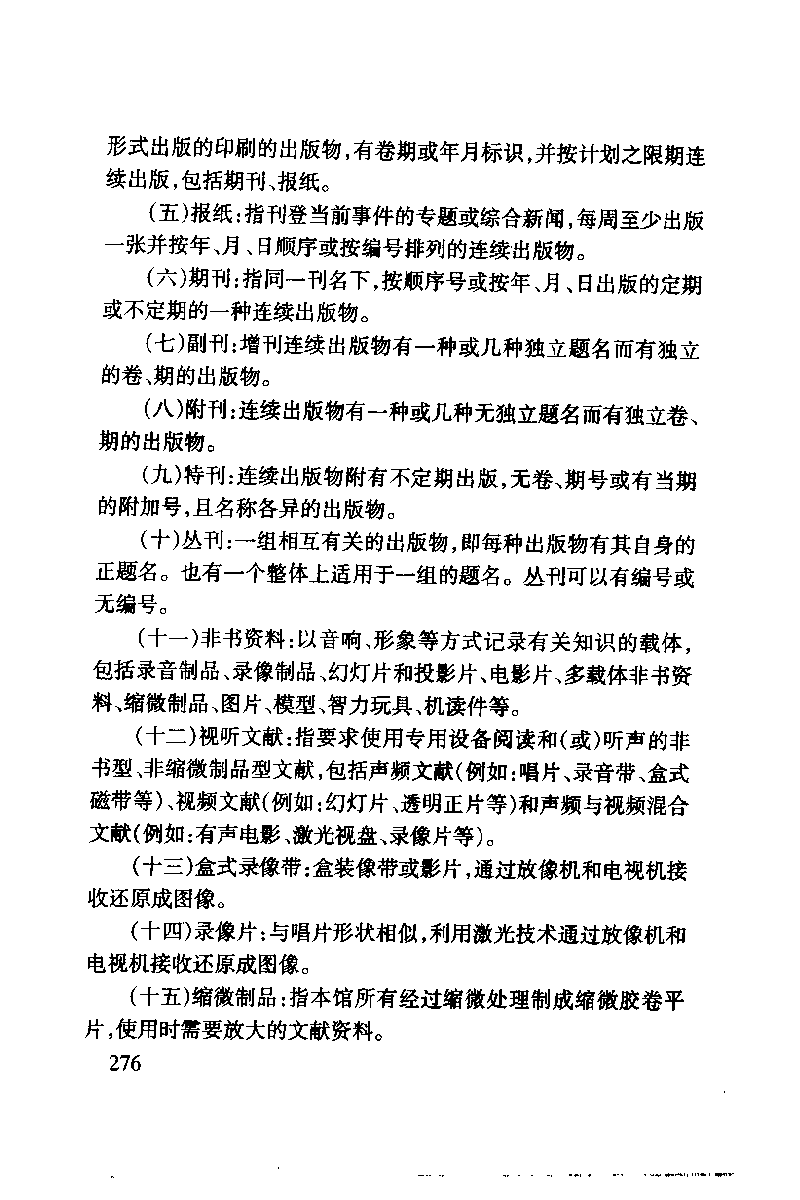 形式出版的印刷的出版物,有卷期或年月标识,并按计划之限期连
续出版,包括期刊、报纸。
(五)报纸:指刊登当前事件的专题或综合新闻,每周至少出版
一张并按年、月、日顺序或按编号排列的连续出版物。
(六)期刊:指同一刊名下,按顺序号或按年、月、日出版的定期
或不定期的一种连续出版物。
(七)副刊:增刊连续出版物有一种或几种独立题名而有独立
的卷、期的出版物。
(八)附刊:连续出版物有一种或几种无独立题名而有独立卷、
期的出版物。
(九)特刊:连续出版物附有不定期出版,无卷、期号或有当期
的附加号,且名称各异的出版物。
(十)丛刊:一组相互有关的出版物,即每种出版物有其自身的
正题名。也有一个整体上适用于一组的题名。丛刊可以有编号或
无编号。
(十一)非书资料:以音响、形象等方式记录有关知识的载体,
包括录音制品、录像制品、幻灯片和投影片、电影片、多载体非书资
料、缩微制品、图片、模型、智力玩具、机读件等。
(十二)视听文献:指要求使用专用设备阅读和(或)听声的非
书型、非缩微制品型文献,包括声频文献(例如:唱片、录音带、盒式
磁带等)、视频文献(例如:幻灯片、透明正片等)和声频与视频混合
文献(例如:有声电影、激光视盘、录像片等)。
(十三)盒式录像带:盒装像带或影片,通过放像机和电视机接
收还原成图像。
(十四)录像片:与唱片形状相似,利用激光技术通过放像机和
电视机接收还原成图像。
(十五)缩微制品:指本馆所有经过缩微处理制成缩微胶卷平
片,使用时需要放大的文献资料。
276